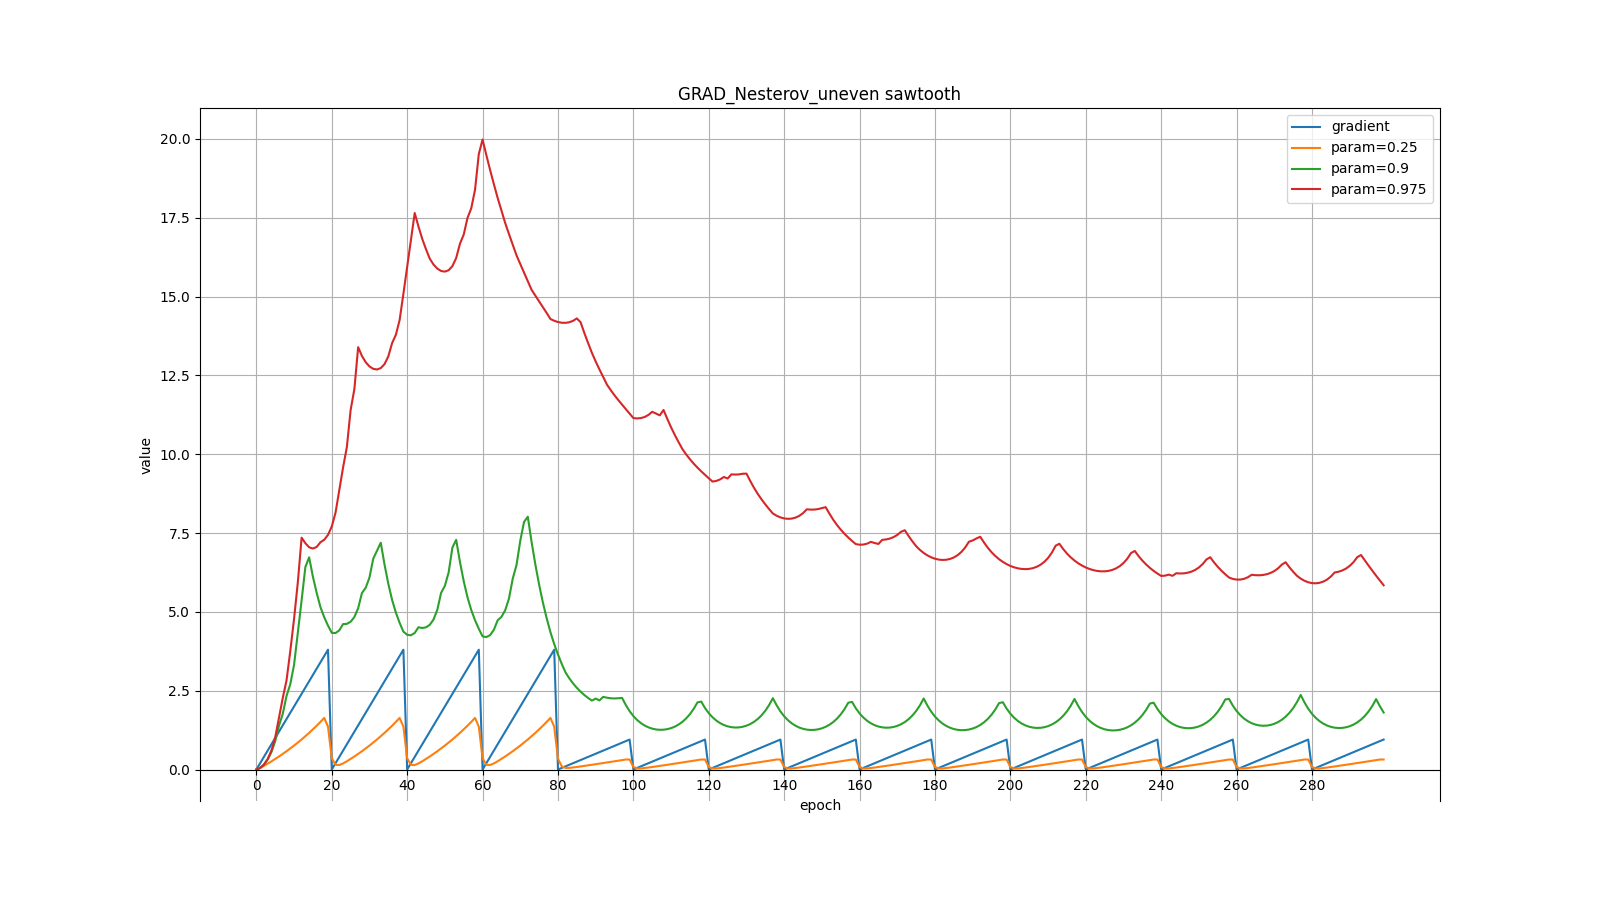 GRAD_Nesterov_uneven sawtooth
gradient
param=0.25
param=0.9
param=0.975
value
20.0
17.5
15.0
12.5
10.0
7.5
5.0
2.5
0.0
0 20 40 60 80 100 120 140 160 180 200 220 240 260 280
epoch